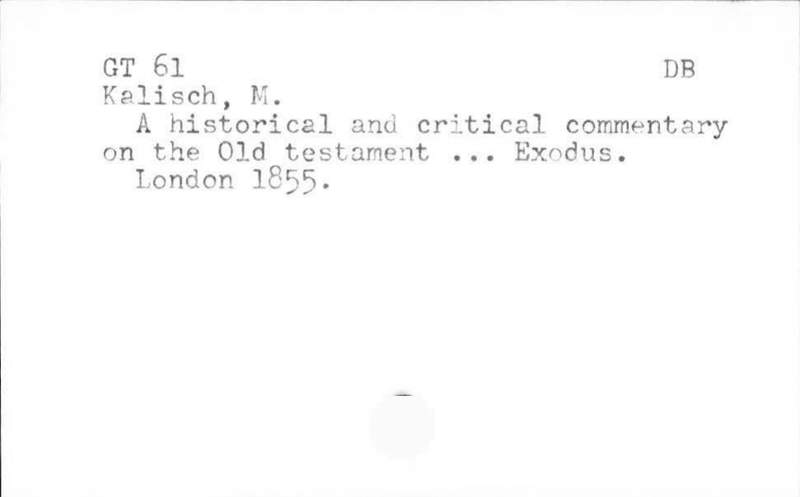 GT 61 DB
Kalisch, M.
A historical and critical commentary
on the Old testament ... Exodus.
London 1855.